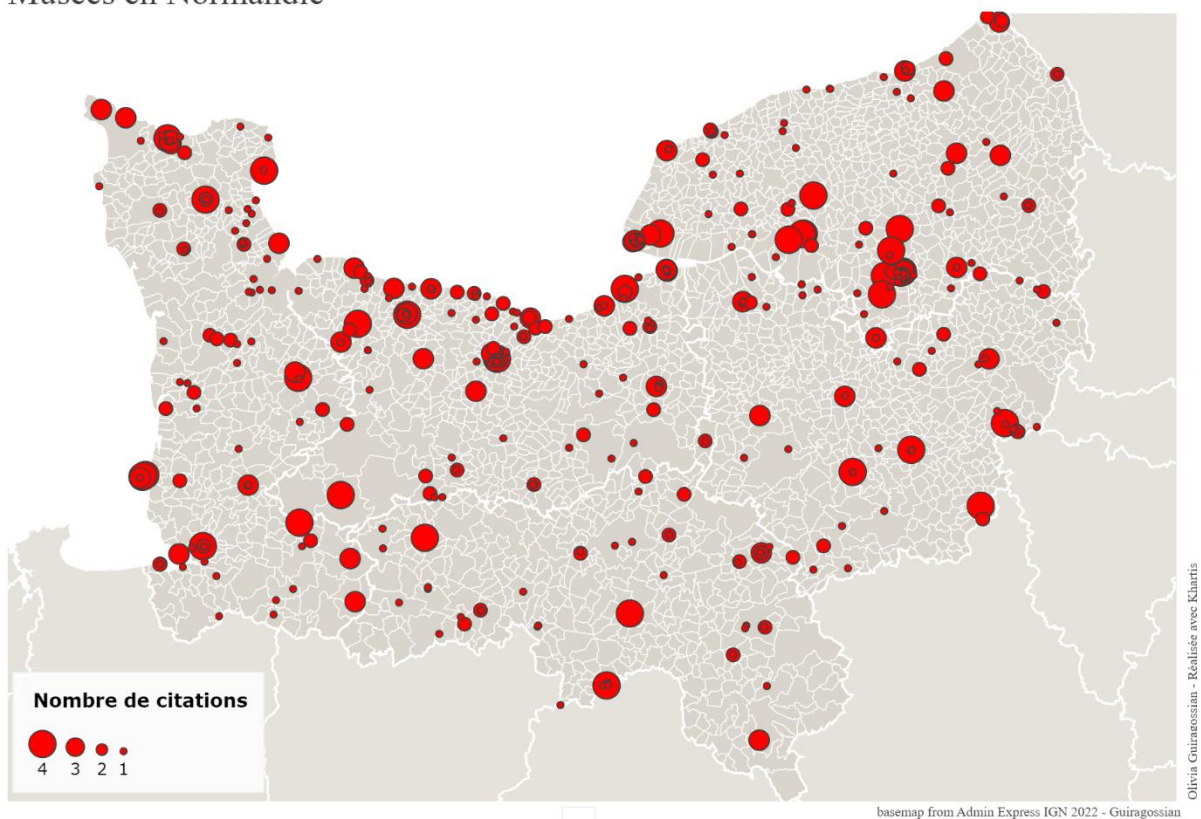 Musées en Normandie
Nombre de citations
4 3 2 1
Olivia Guiragossian - Réalisée avec Khartis
basemap from Admin Express IGN 2022 - Guiragossian